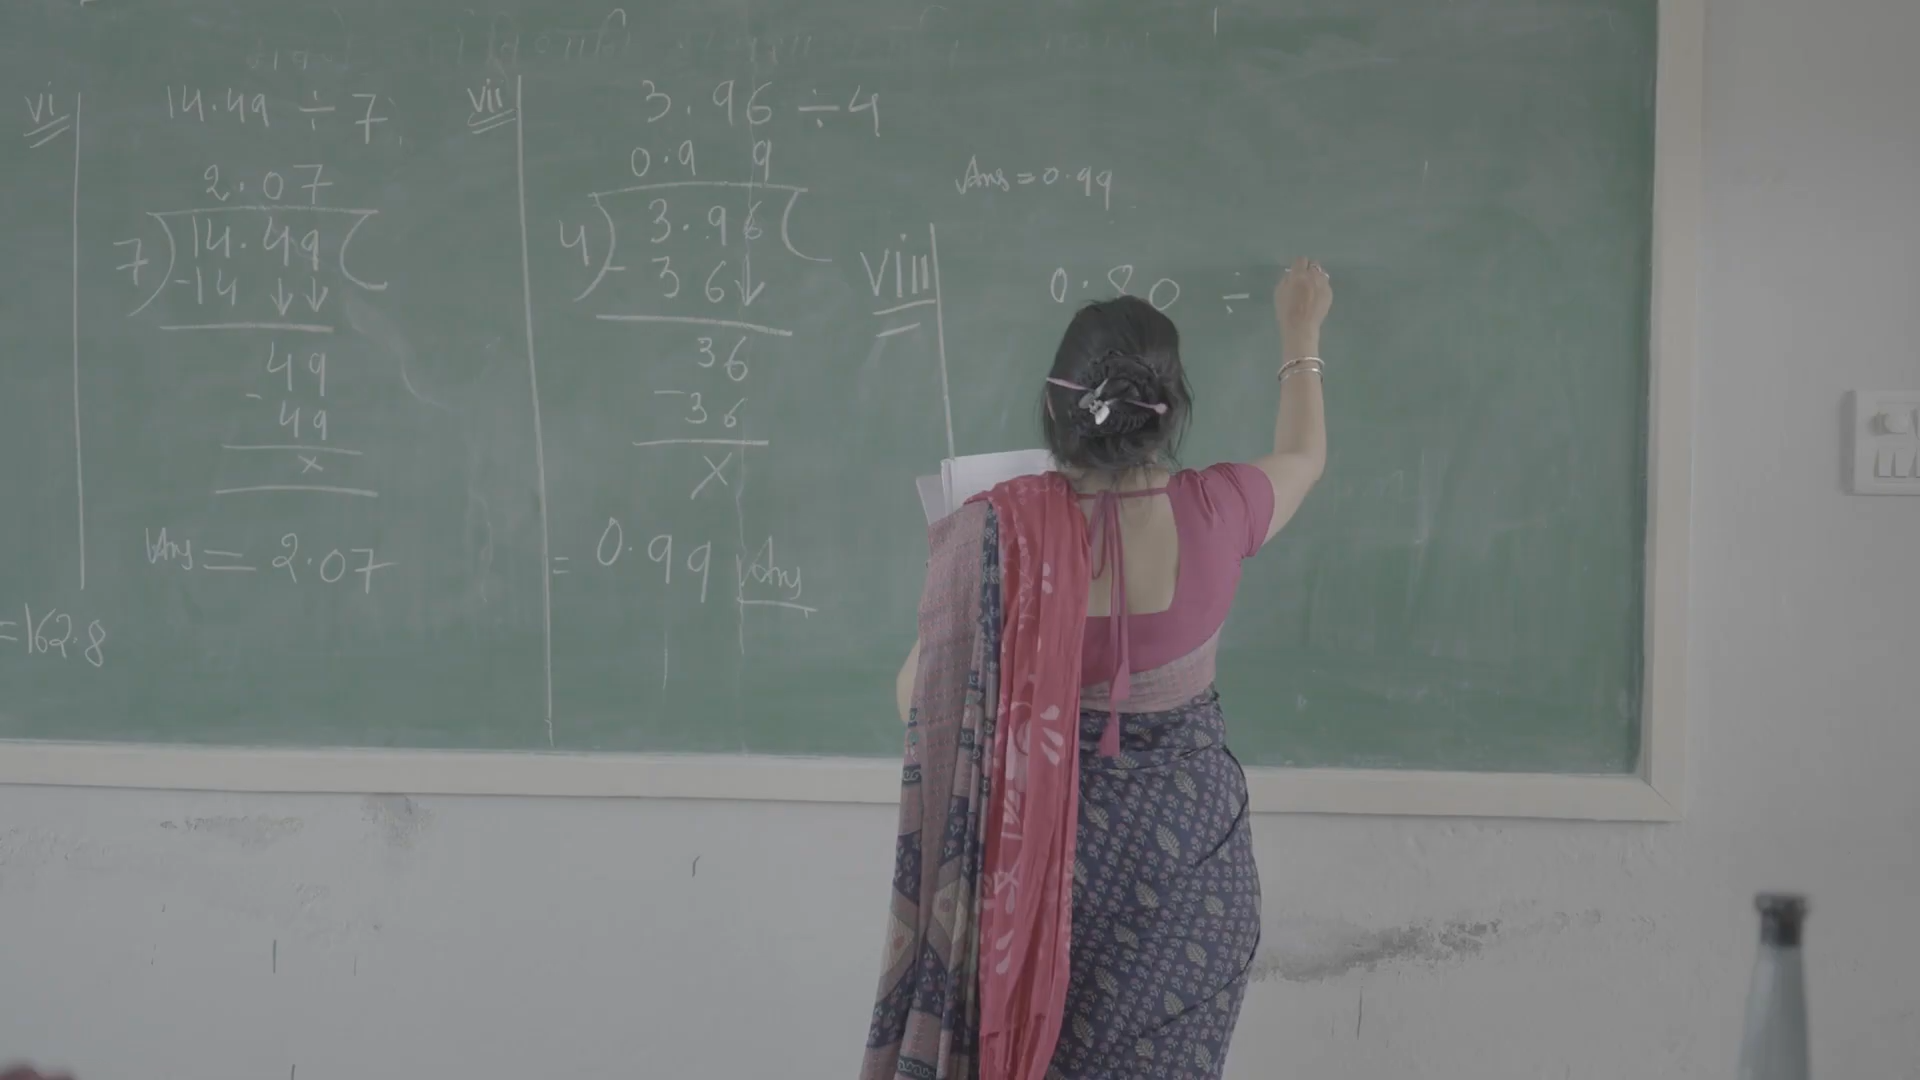 vi 14.49 ÷ 7
2.07
7) 14.49 (
-14
49
-49
x
Ans = 2.07
=162.8
vii 3.96 ÷ 4
0.9 9
4) 3.96 (
- 3 6
36
-36
x
= 0.99 Ans
Ans = 0.99
viii 0.80 ÷